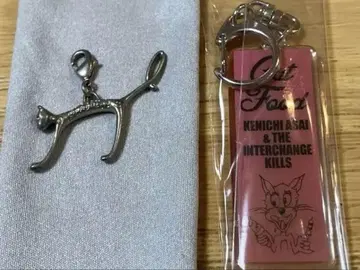 Cat
Food
KENICHI ASAI
& THE
INTERCHANGE
KILLS